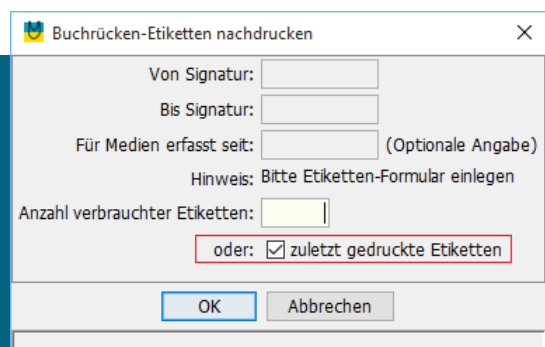 Buchrücken-Etiketten nachdrucken
Von Signatur:
Bis Signatur:
Für Medien erfasst seit: (Optionale Angabe)
Hinweis: Bitte Etiketten-Formular einlegen
Anzahl verbrauchter Etiketten:
oder: zuletzt gedruckte Etiketten
OK Abbrechen